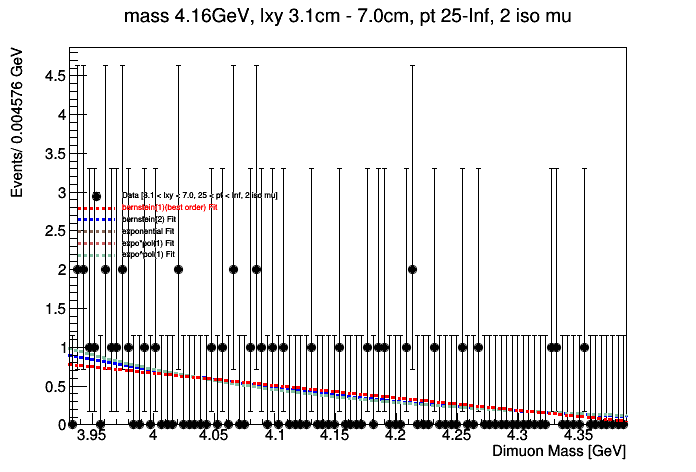 mass 4.16GeV, lxy 3.1cm - 7.0cm, pt 25-Inf, 2 iso mu
Events/ 0.004576 GeV
4.5
4
3.5
3
2.5
2
1.5
1
0.5
0
Data [3.1 < lxy < 7.0, 25 < pt < Inf, 2 iso mu]
bernstein(1)(best order) Fit
bernstein(2) Fit
exponential Fit
expo*pol(1) Fit
expo*pol(1) Fit
3.95 4 4.05 4.1 4.15 4.2 4.25 4.3 4.35
Dimuon Mass [GeV]